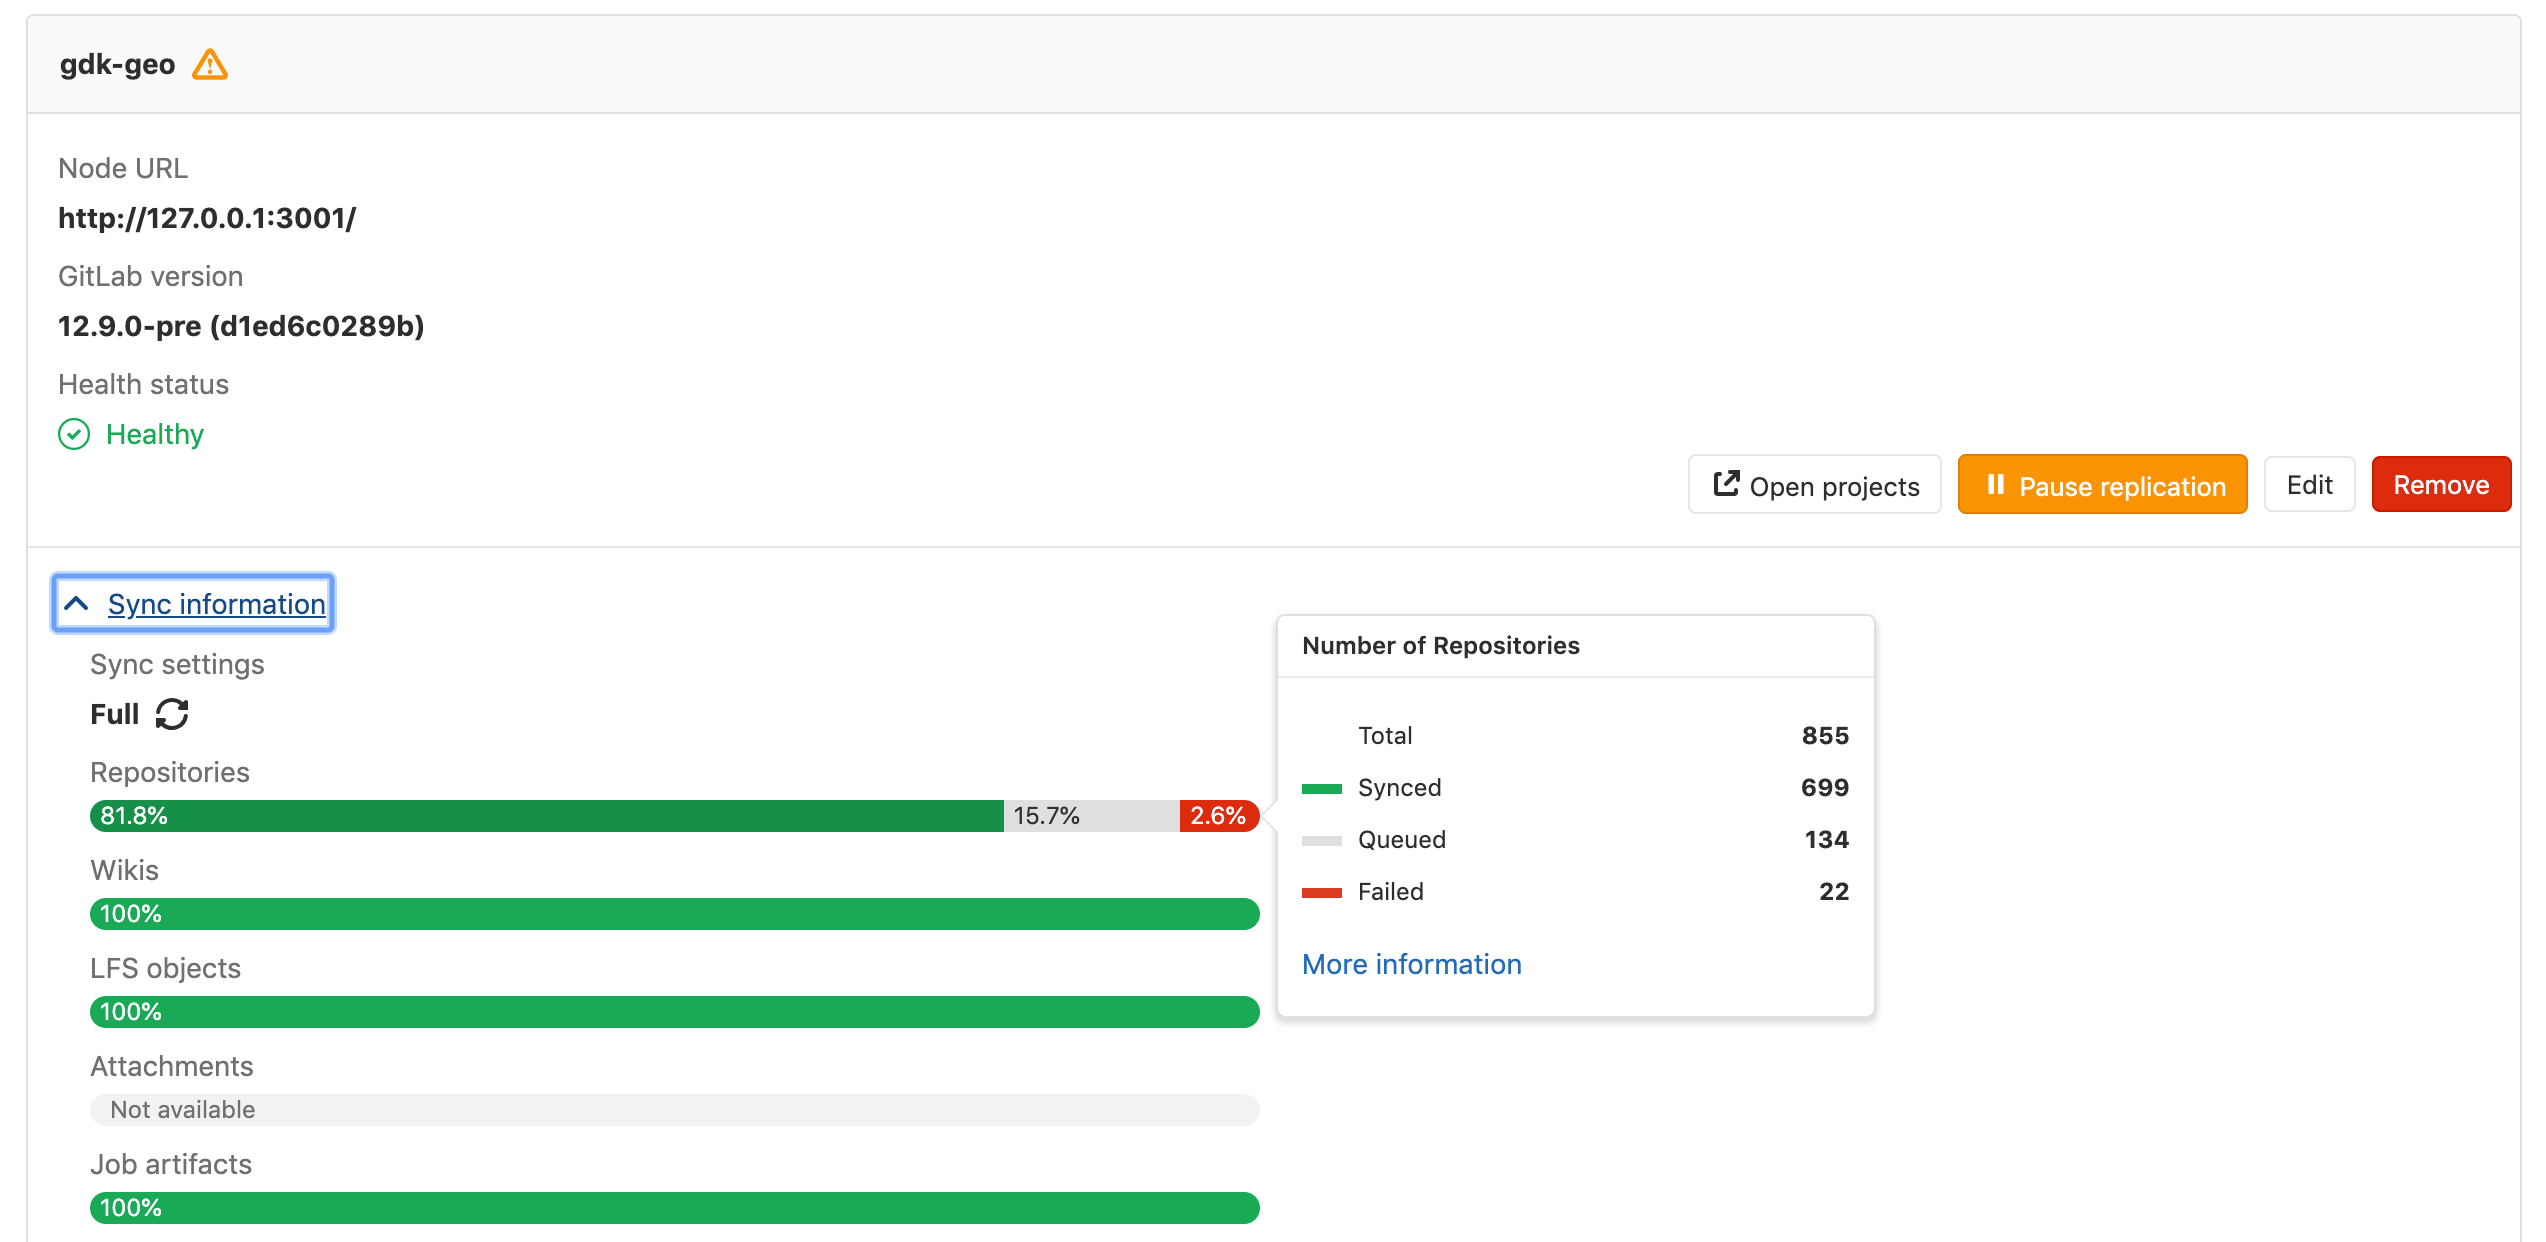 gdk-geo
Node URL
http://127.0.0.1:3001/
GitLab version
12.9.0-pre (d1ed6c0289b)
Health status
Healthy
Open projects
Pause replication
Edit
Remove
Sync information
Sync settings
Full
Repositories
81.8% 15.7% 2.6%
Wikis
100%
LFS objects
100%
Attachments
Not available
Job artifacts
100%
Number of Repositories
Total 855
Synced 699
Queued 134
Failed 22
More information